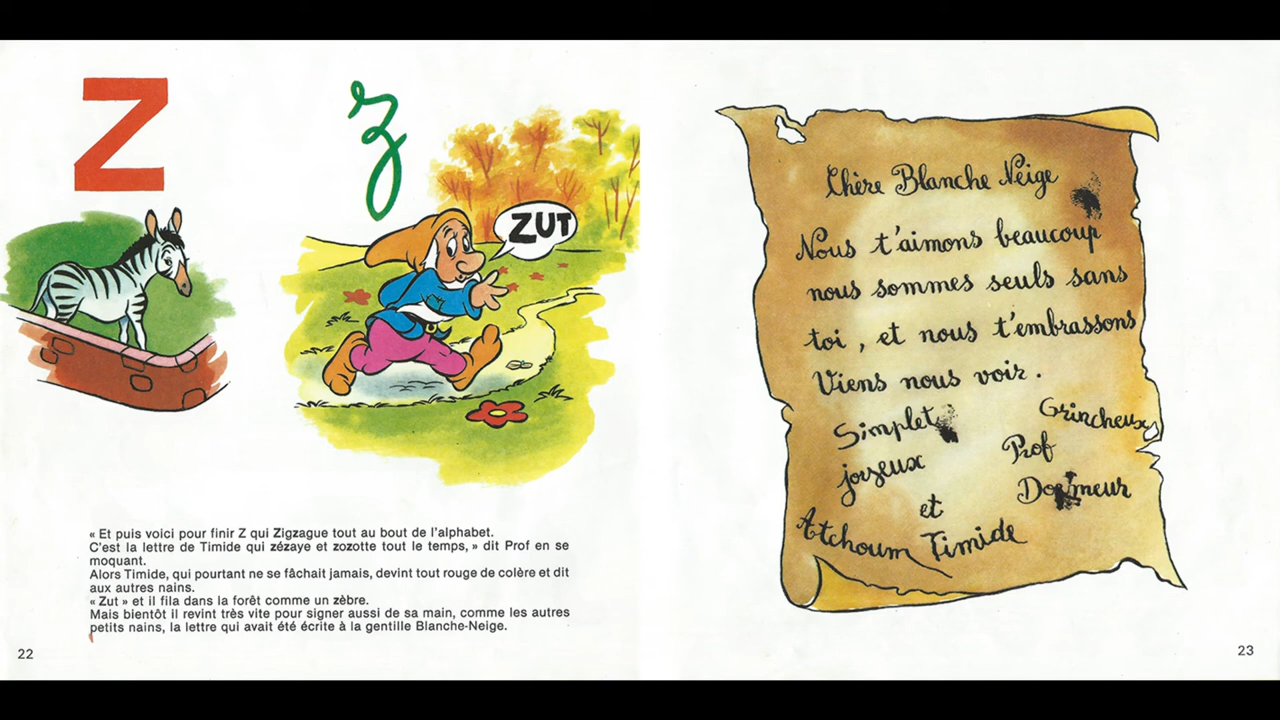 Z
z
ZUT
« Et puis voici pour finir Z qui Zigzague tout au bout de l'alphabet.
C'est la lettre de Timide qui zézaye et zozotte tout le temps, » dit Prof en se
moquant.
Alors Timide, qui pourtant ne se fâchait jamais, devint tout rouge de colère et dit
aux autres nains.
« Zut » et il fila dans la forêt comme un zèbre.
Mais bientôt il revint très vite pour signer aussi de sa main, comme les autres
petits nains, la lettre qui avait été écrite à la gentille Blanche-Neige.
22
Chère Blanche Neige
Nous t'aimons beaucoup
nous sommes seuls sans
toi, et nous t'embrassons
Viens nous voir.
Simplet Grincheux
joyeux Prof
et Dormeur
Atchoum Timide
23